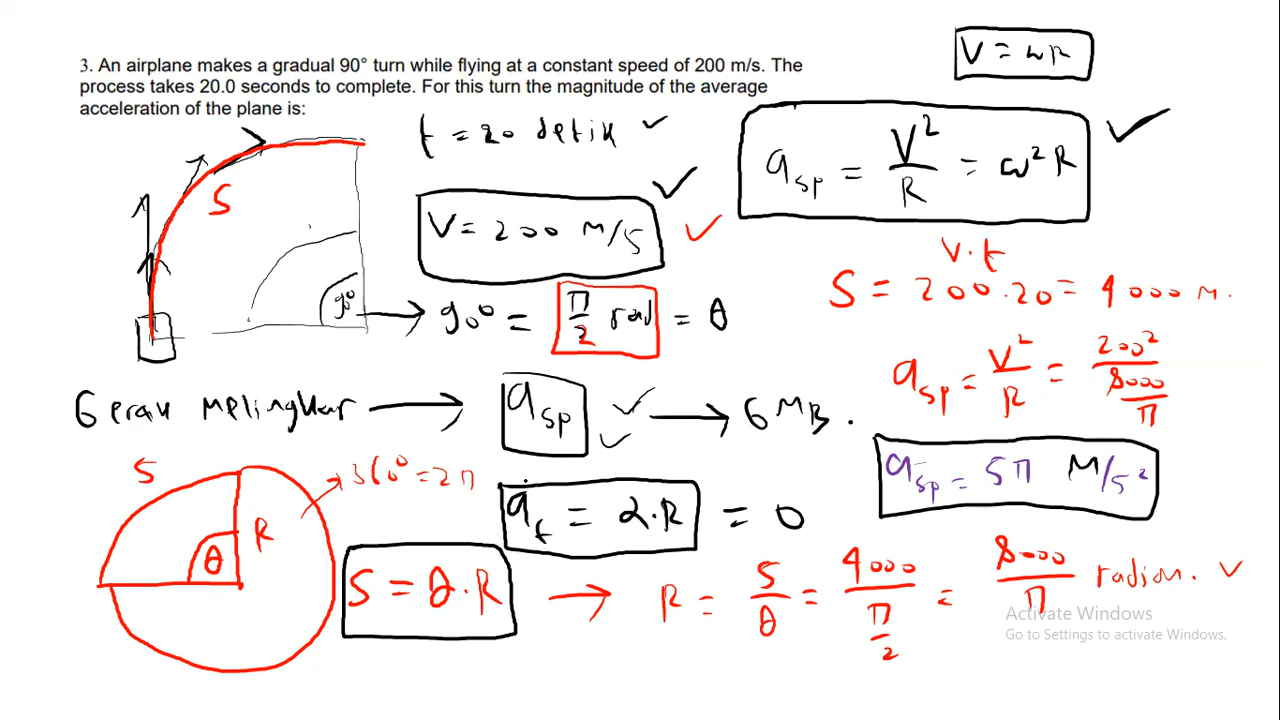 3. An airplane makes a gradual 90° turn while flying at a constant speed of 200 m/s. The
process takes 20.0 seconds to complete. For this turn the magnitude of the average
acceleration of the plane is:
V = ωR
t = 20 detik ✓
a_sp = V²/R = ω²R ✓
S
V = 200 m/s ✓ ✓
90°
90° = π/2 rad = θ
V.t
S = 200.20 = 4000 m.
a_sp = V²/R = 200²/(8000/π)
Gerak melingkar → a_sp ✓ ✓ → GMB.
a_sp = 5π m/s²
S
360° = 2π
R
θ
a_t = α.R = 0
S = θ.R → R = S/θ = 4000/(π/2) = 8000/π radian. ✓
Activate Windows
Go to Settings to activate Windows.